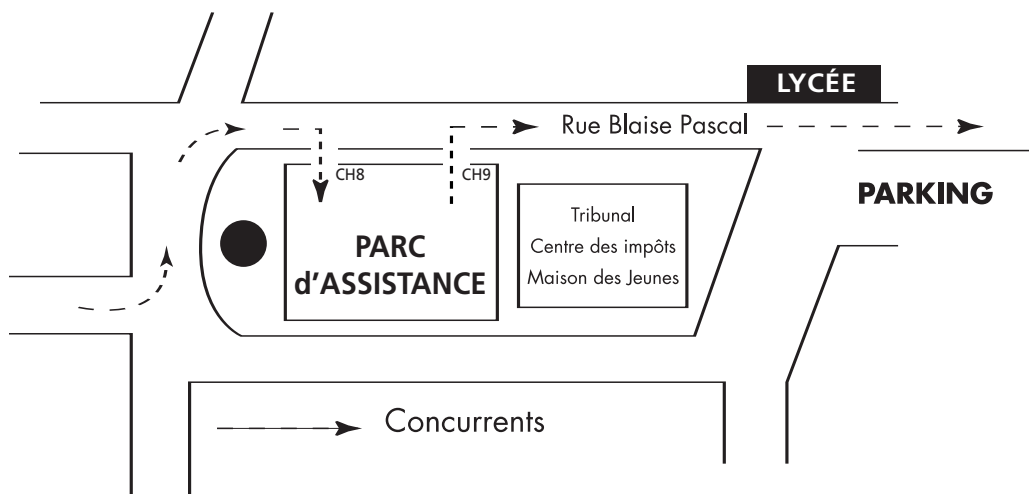 LYCÉE
Rue Blaise Pascal
CH8
CH9
PARKING
PARC
d'ASSISTANCE
Tribunal
Centre des impôts
Maison des Jeunes
Concurrents